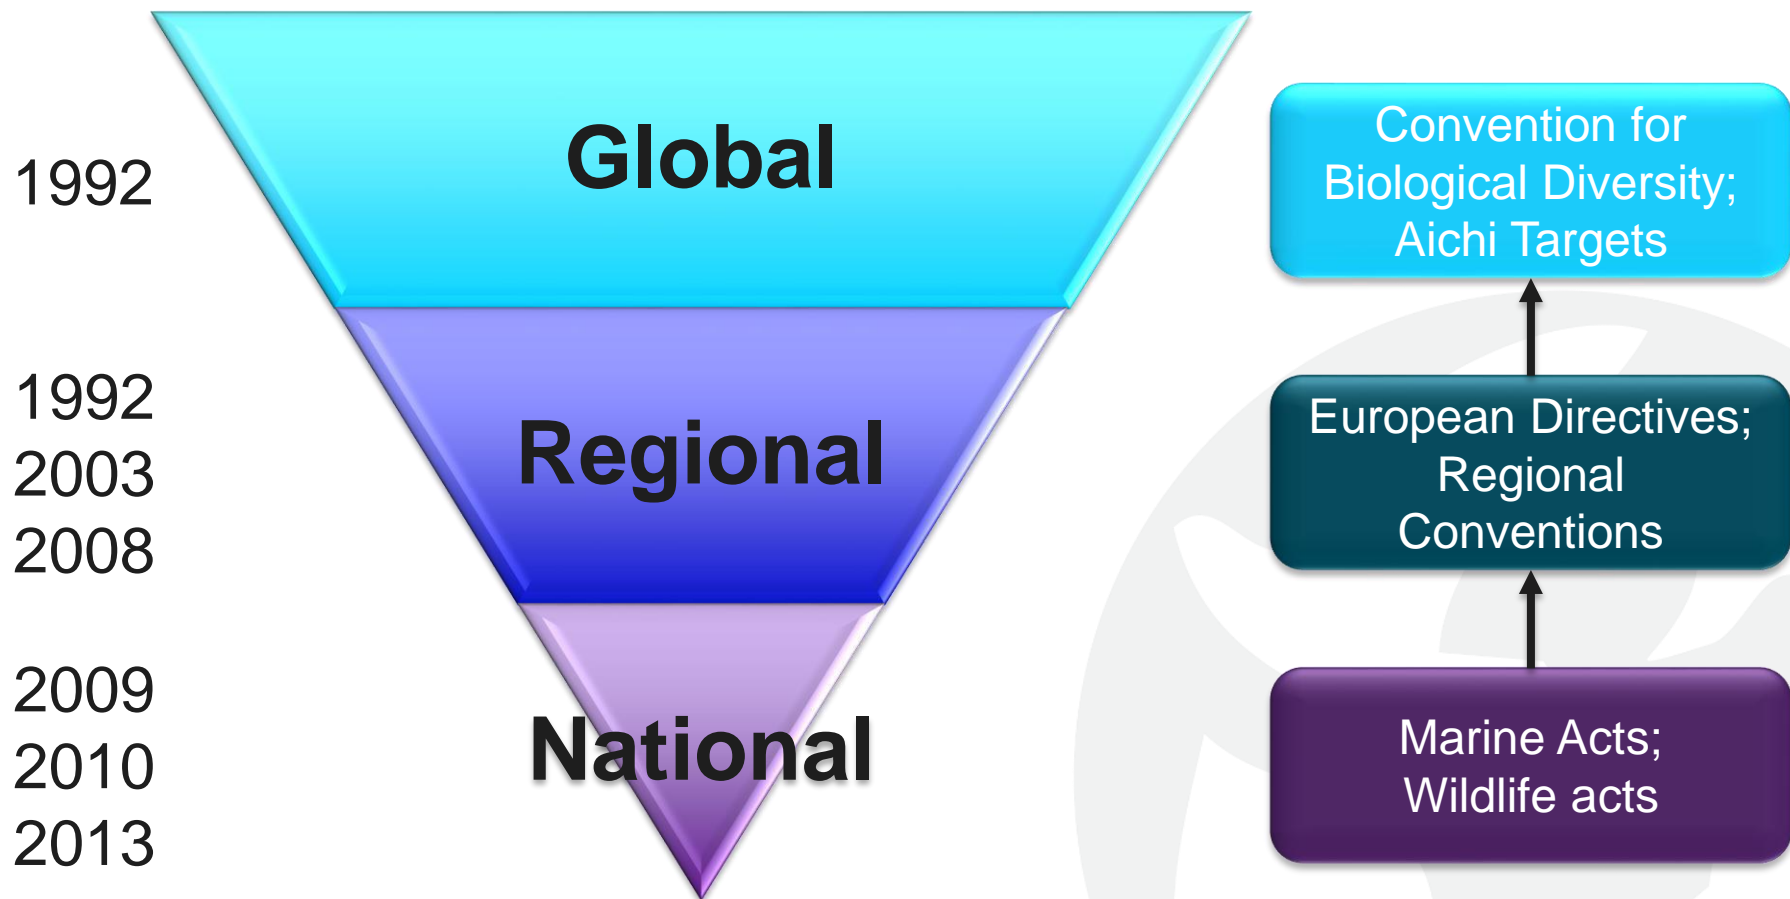 1992
Global
Convention for
Biological Diversity;
Aichi Targets
1992
2003
2008
Regional
European Directives;
Regional
Conventions
2009
2010
2013
National
Marine Acts;
Wildlife acts